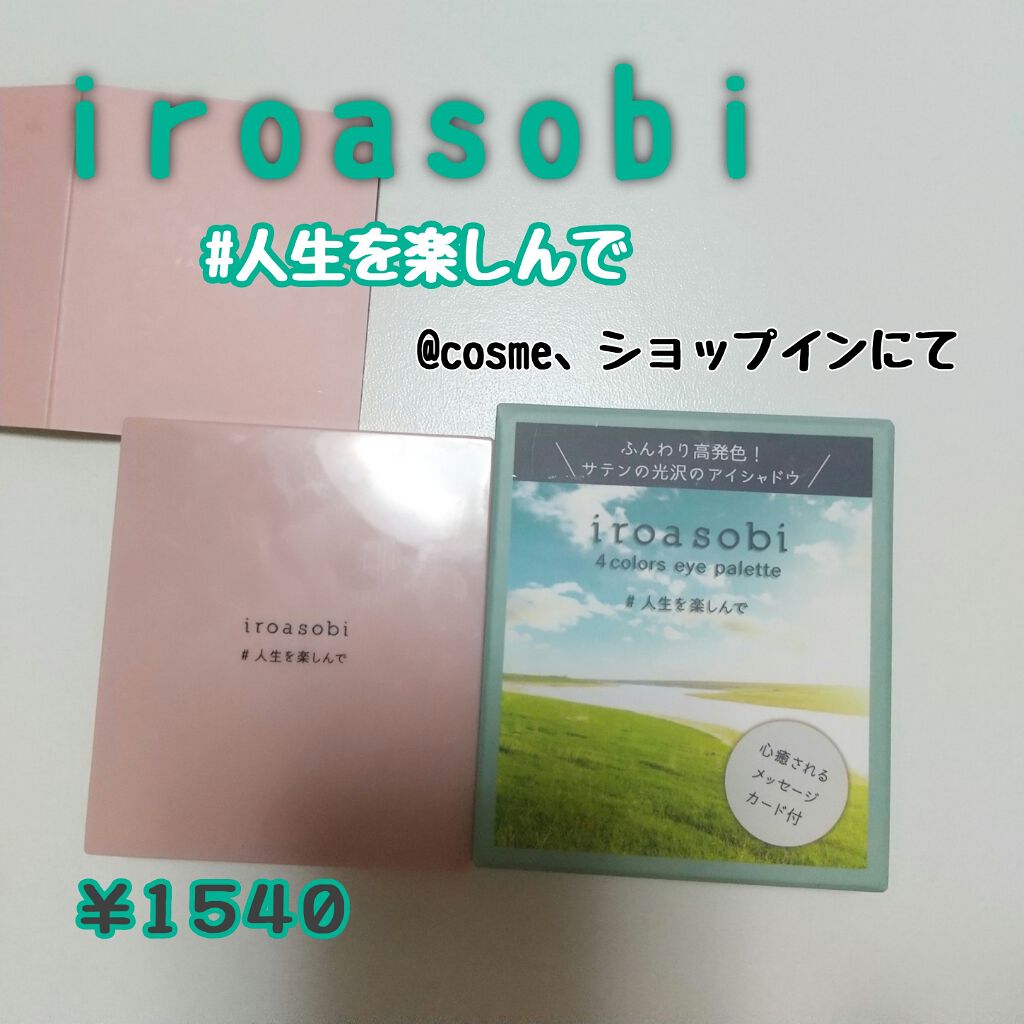 iroasobi
#人生を楽しんで
@cosme、ショップインにて
ふんわり高発色！
サテンの光沢のアイシャドウ
iroasobi
4 colors eye palette
# 人生を楽しんで
iroasobi
# 人生を楽しんで
心癒される
メッセージ
カード付
¥1540